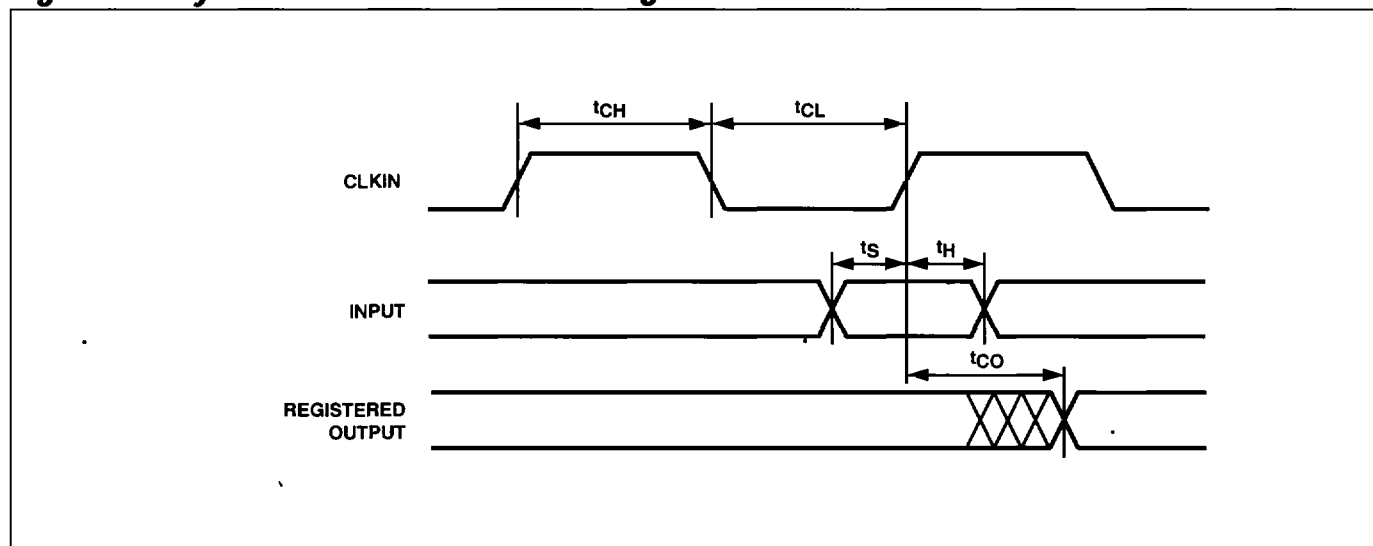 tCH
tCL
CLKIN
tS
tH
INPUT
tCO
REGISTERED
OUTPUT